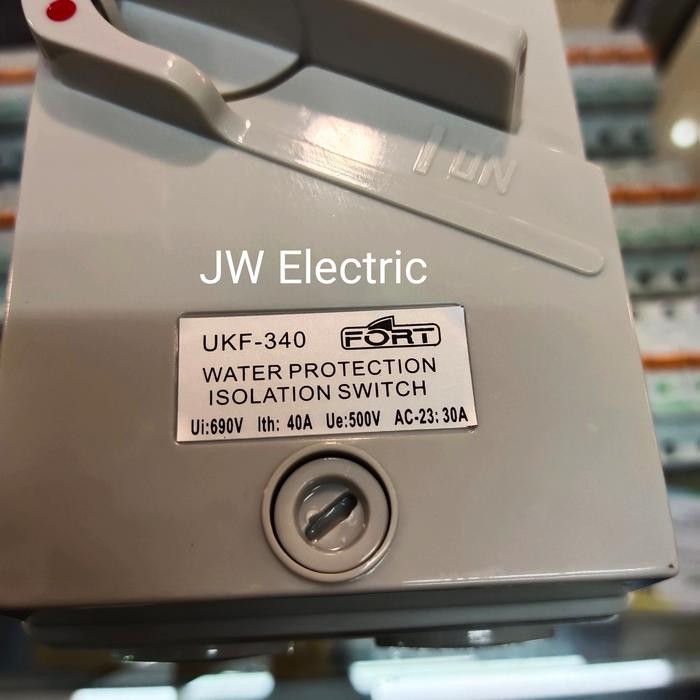 I ON
JW Electric
UKF-340 FORT
WATER PROTECTION
ISOLATION SWITCH
Ui:690V Ith: 40A Ue:500V AC-23: 30A